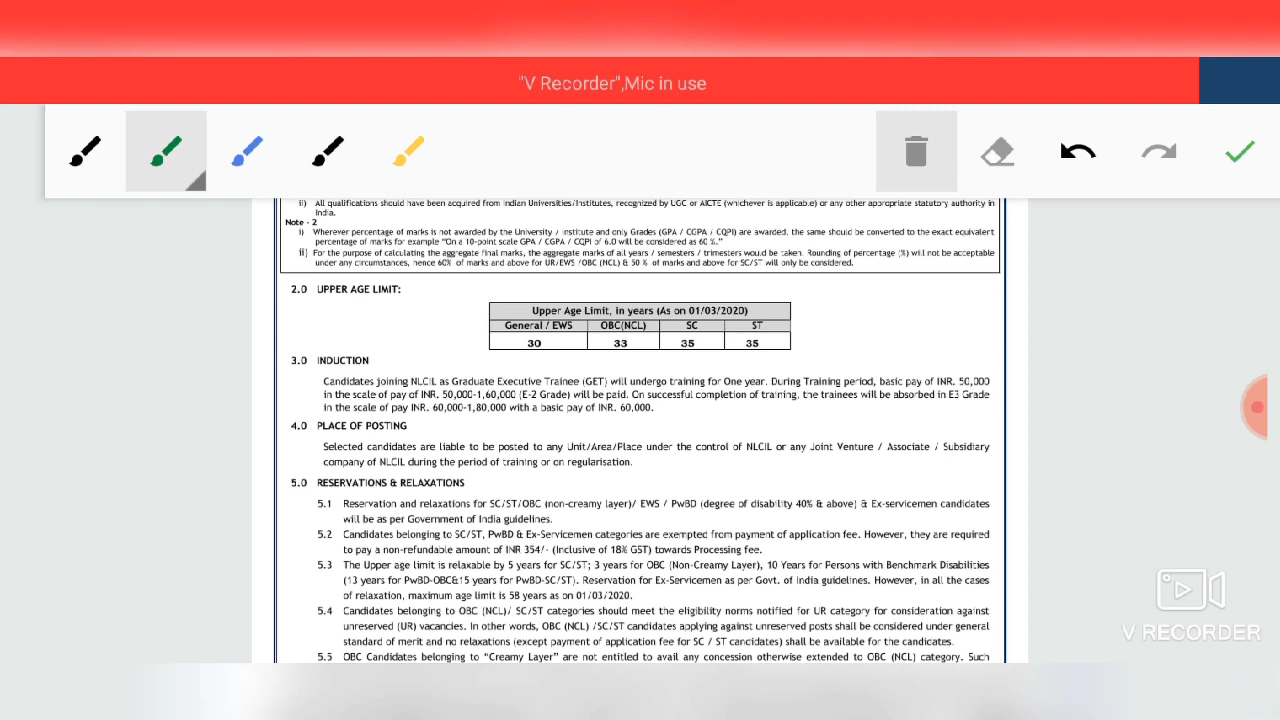 "V Recorder",Mic in use
ii) All qualifications should have been acquired from Indian Universities/Institutes, recognized by UGC or AICTE (whichever is applicable) or any other appropriate statutory authority in
India.
Note - 2
i) Wherever percentage of marks is not awarded by the University / Institute and only Grades (GPA / CGPA / CQPI) are awarded, the same should be converted to the exact equivalent
percentage of marks for example "On a 10-point scale GPA / CGPA / CQPI of 6.0 will be considered as 60 %."
ii) For the purpose of calculating the aggregate final marks, the aggregate marks of all years / semesters / trimesters would be taken. Rounding of percentage (%) will not be acceptable
under any circumstances, hence 60% of marks and above for UR/EWS /OBC (NCL) & 50 % of marks and above for SC/ST will only be considered.
2.0 UPPER AGE LIMIT:
Upper Age Limit, in years (As on 01/03/2020)
General / EWS OBC(NCL) SC ST
30 33 35 35
3.0 INDUCTION
Candidates joining NLCIL as Graduate Executive Trainee (GET) will undergo training for One year. During Training period, basic pay of INR. 50,000
in the scale of pay of INR. 50,000-1,60,000 (E-2 Grade) will be paid. On successful completion of training, the trainees will be absorbed in E3 Grade
in the scale of pay INR. 60,000-1,80,000 with a basic pay of INR. 60,000.
4.0 PLACE OF POSTING
Selected candidates are liable to be posted to any Unit/Area/Place under the control of NLCIL or any Joint Venture / Associate / Subsidiary
company of NLCIL during the period of training or on regularisation.
5.0 RESERVATIONS & RELAXATIONS
5.1 Reservation and relaxations for SC/ST/OBC (non-creamy layer)/ EWS / PwBD (degree of disability 40% & above) & Ex-servicemen candidates
will be as per Government of India guidelines.
5.2 Candidates belonging to SC/ST, PwBD & Ex-Servicemen categories are exempted from payment of application fee. However, they are required
to pay a non-refundable amount of INR 354/- (Inclusive of 18% GST) towards Processing fee.
5.3 The Upper age limit is relaxable by 5 years for SC/ST; 3 years for OBC (Non-Creamy Layer), 10 Years for Persons with Benchmark Disabilities
(13 years for PwBD-OBC&15 years for PwBD-SC/ST). Reservation for Ex-Servicemen as per Govt. of India guidelines. However, in all the cases
of relaxation, maximum age limit is 58 years as on 01/03/2020.
5.4 Candidates belonging to OBC (NCL)/ SC/ST categories should meet the eligibility norms notified for UR category for consideration against
unreserved (UR) vacancies. In other words, OBC (NCL) /SC/ST candidates applying against unreserved posts shall be considered under general
standard of merit and no relaxations (except payment of application fee for SC / ST candidates) shall be available for the candidates.
5.5 OBC Candidates belonging to "Creamy Layer" are not entitled to avail any concession otherwise extended to OBC (NCL) category. Such
V RECORDER